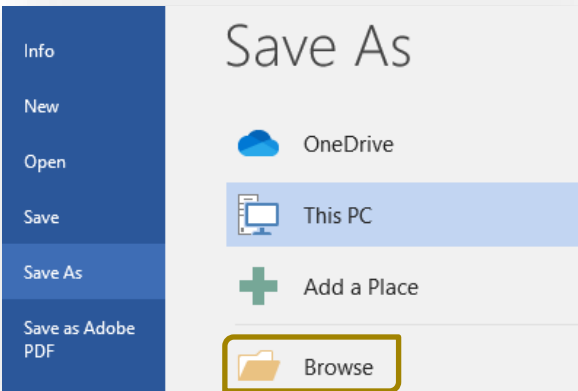 Info
New
Open
Save
Save As
Save as Adobe
PDF
Save As
OneDrive
This PC
Add a Place
Browse